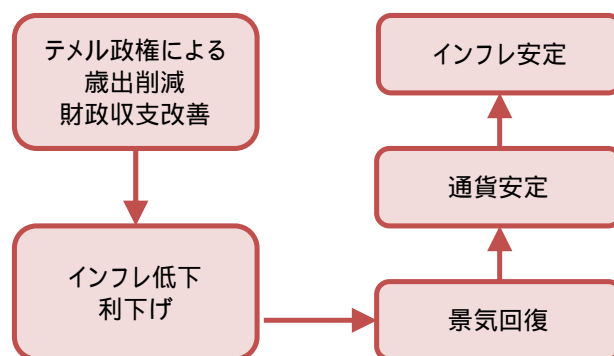 テメル政権による
歳出削減
財政収支改善
インフレ低下
利下げ
景気回復
通貨安定
インフレ安定